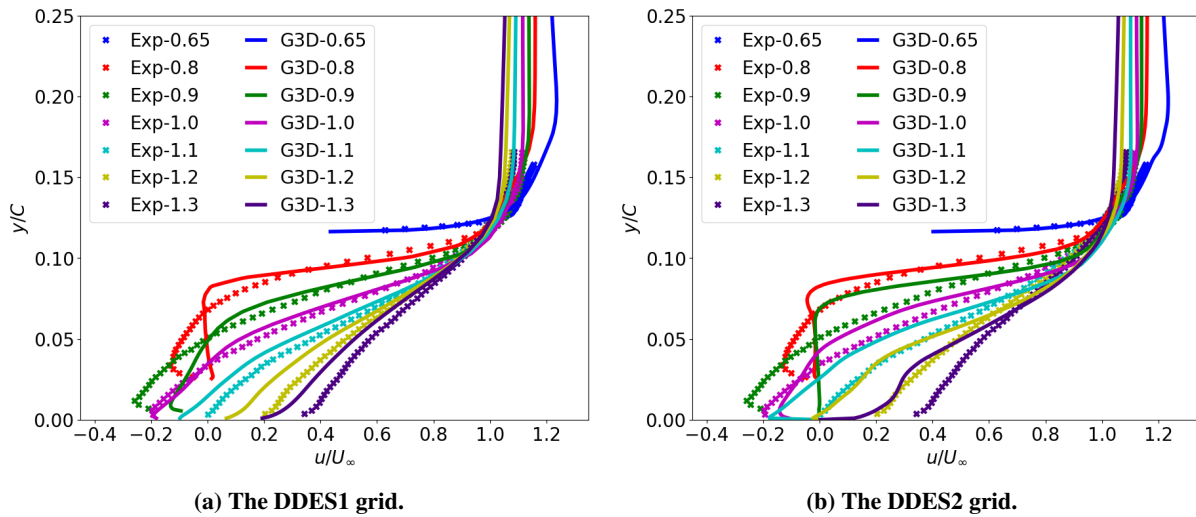 0.25
0.20
0.15
0.10
0.05
0.00
y/C
Exp-0.65 G3D-0.65
Exp-0.8 G3D-0.8
Exp-0.9 G3D-0.9
Exp-1.0 G3D-1.0
Exp-1.1 G3D-1.1
Exp-1.2 G3D-1.2
Exp-1.3 G3D-1.3
−0.4 −0.2 0.0 0.2 0.4 0.6 0.8 1.0 1.2
u/U∞
(a) The DDES1 grid.
0.25
0.20
0.15
0.10
0.05
0.00
y/C
Exp-0.65 G3D-0.65
Exp-0.8 G3D-0.8
Exp-0.9 G3D-0.9
Exp-1.0 G3D-1.0
Exp-1.1 G3D-1.1
Exp-1.2 G3D-1.2
Exp-1.3 G3D-1.3
−0.4 −0.2 0.0 0.2 0.4 0.6 0.8 1.0 1.2
u/U∞
(b) The DDES2 grid.